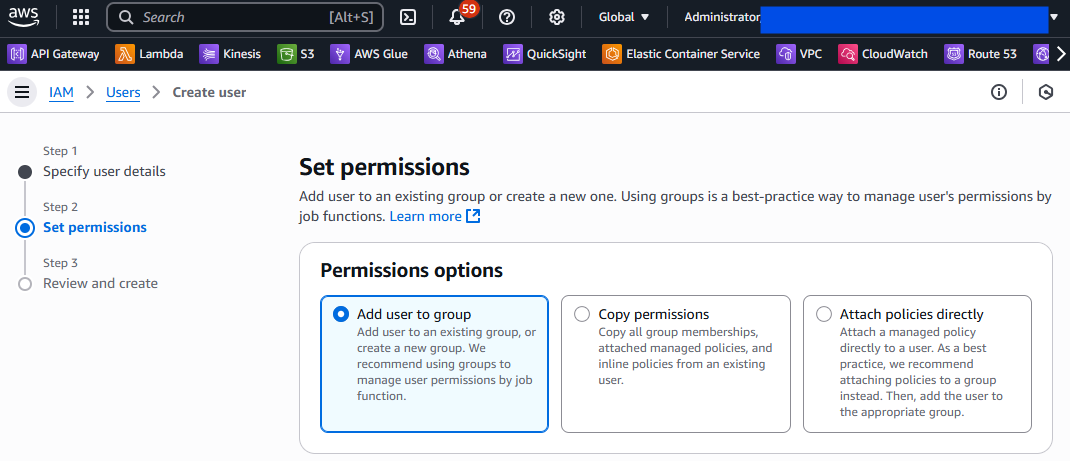 aws
Search [Alt+S] 59 Global Administrator
API Gateway Lambda Kinesis S3 AWS Glue Athena QuickSight Elastic Container Service VPC CloudWatch Route 53
IAM Users Create user
Step 1
Specify user details
Step 2
Set permissions
Step 3
Review and create
Set permissions
Add user to an existing group or create a new one. Using groups is a best-practice way to manage user's permissions by
job functions. Learn more
Permissions options
Add user to group
Add user to an existing group, or
create a new group. We
recommend using groups to
manage user permissions by job
function.
Copy permissions
Copy all group memberships,
attached managed policies, and
inline policies from an existing
user.
Attach policies directly
Attach a managed policy
directly to a user. As a best
practice, we recommend
attaching policies to a group
instead. Then, add the user to
the appropriate group.